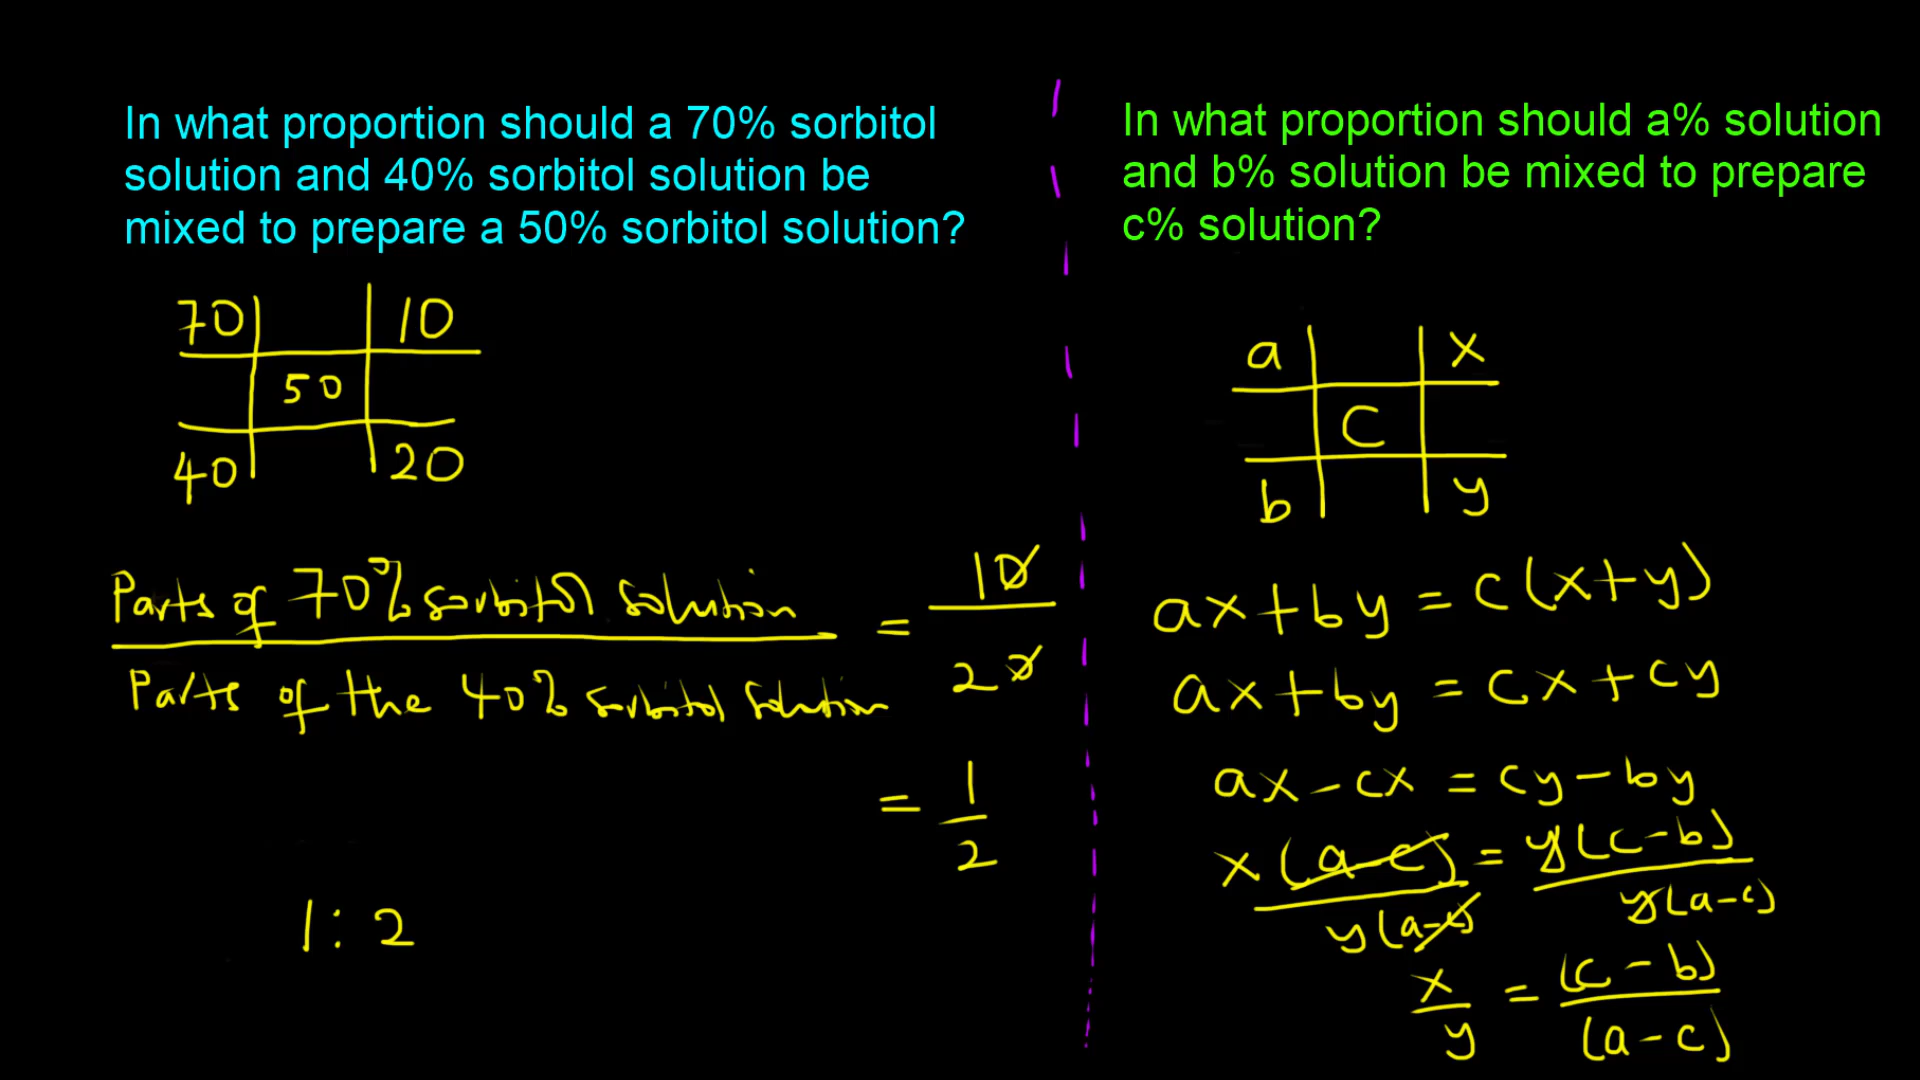 In what proportion should a 70% sorbitol
solution and 40% sorbitol solution be
mixed to prepare a 50% sorbitol solution?
70 10
50
40 20
Parts of 70% sorbitol solution = 10
Parts of the 40% sorbitol solution 20
= 1
2
1 : 2
In what proportion should a% solution
and b% solution be mixed to prepare
c% solution?
a x
c
b y
ax + by = c(x+y)
ax + by = cx + cy
ax - cx = cy - by
x(a-c) = y(c-b)
y(a-c) y(a-c)
x = (c-b)
y (a-c)